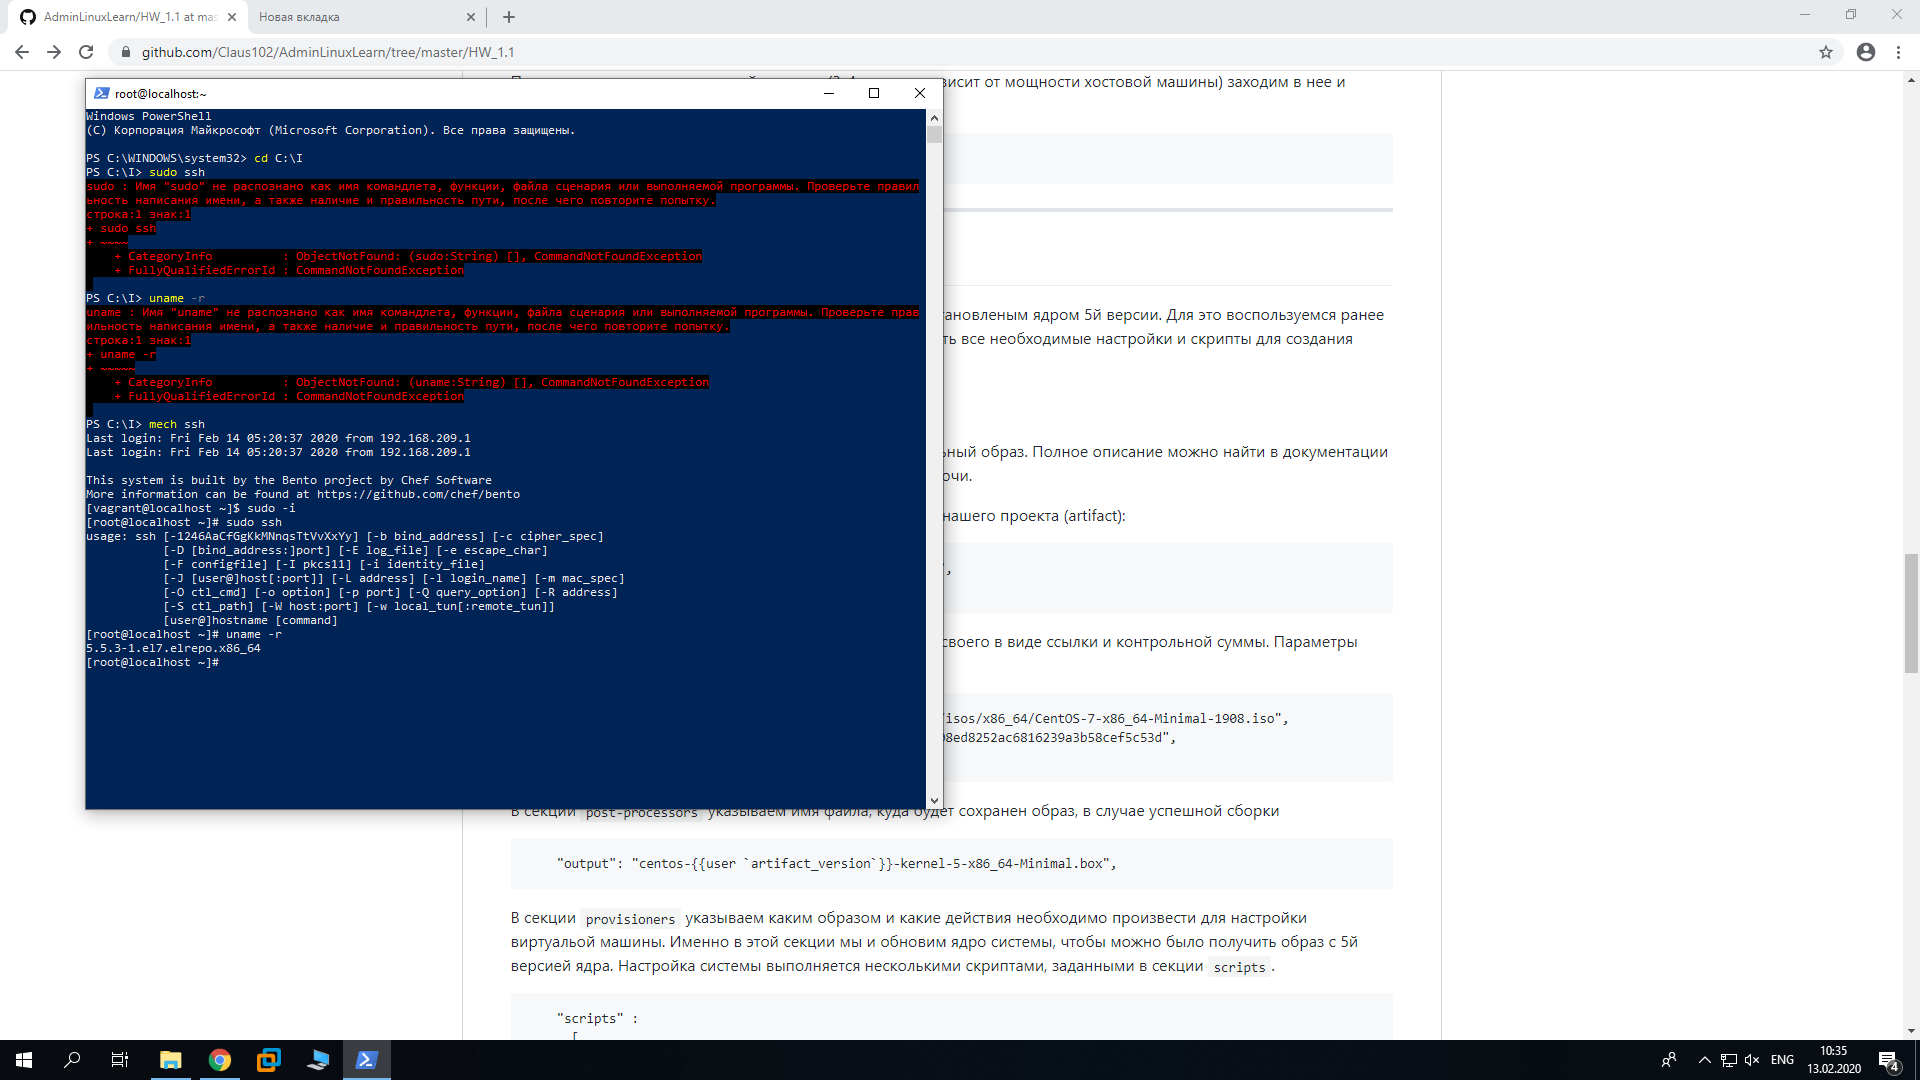 AdminLinuxLearn/HW_1.1 at mas
Новая вкладка
github.com/Claus102/AdminLinuxLearn/tree/master/HW_1.1
висит от мощности хостовой машины) заходим в нее и
root@localhost:~
Windows PowerShell
(C) Корпорация Майкрософт (Microsoft Corporation). Все права защищены.
PS C:\WINDOWS\system32> cd C:\I
PS C:\I> sudo ssh
sudo : Имя "sudo" не распознано как имя командлета, функции, файла сценария или выполняемой программы. Проверьте правил
ьность написания имени, а также наличие и правильность пути, после чего повторите попытку.
строка:1 знак:1
+ sudo ssh
+ ~~~~
    + CategoryInfo          : ObjectNotFound: (sudo:String) [], CommandNotFoundException
    + FullyQualifiedErrorId : CommandNotFoundException
PS C:\I> uname -r
uname : Имя "uname" не распознано как имя командлета, функции, файла сценария или выполняемой программы. Проверьте прав
ильность написания имени, а также наличие и правильность пути, после чего повторите попытку.
строка:1 знак:1
+ uname -r
+ ~~~~~
    + CategoryInfo          : ObjectNotFound: (uname:String) [], CommandNotFoundException
    + FullyQualifiedErrorId : CommandNotFoundException
PS C:\I> mech ssh
Last login: Fri Feb 14 05:20:37 2020 from 192.168.209.1
Last login: Fri Feb 14 05:20:37 2020 from 192.168.209.1
This system is built by the Bento project by Chef Software
More information can be found at https://github.com/chef/bento
[vagrant@localhost ~]$ sudo -i
[root@localhost ~]# sudo ssh
usage: ssh [-1246AaCfGgKkMNnqsTtVvXxYy] [-b bind_address] [-c cipher_spec]
           [-D [bind_address:]port] [-E log_file] [-e escape_char]
           [-F configfile] [-I pkcs11] [-i identity_file]
           [-J [user@]host[:port]] [-L address] [-l login_name] [-m mac_spec]
           [-O ctl_cmd] [-o option] [-p port] [-Q query_option] [-R address]
           [-S ctl_path] [-W host:port] [-w local_tun[:remote_tun]]
           [user@]hostname [command]
[root@localhost ~]# uname -r
5.5.3-1.el7.elrepo.x86_64
[root@localhost ~]#
тановленым ядром 5й версии. Для это воспользуемся ранее
ть все необходимые настройки и скрипты для создания
ьный образ. Полное описание можно найти в документации
ючи.
нашего проекта (artifact):
",
своего в виде ссылки и контрольной суммы. Параметры
/isos/x86_64/CentOS-7-x86_64-Minimal-1908.iso",
98ed8252ac6816239a3b58cef5c53d",
В секции post-processors указываем имя файла, куда будет сохранен образ, в случае успешной сборки
"output": "centos-{{user `artifact_version`}}-kernel-5-x86_64-Minimal.box",
В секции provisioners указываем каким образом и какие действия необходимо произвести для настройки
виртуальой машины. Именно в этой секции мы и обновим ядро системы, чтобы можно было получить образ с 5й
версией ядра. Настройка системы выполняется несколькими скриптами, заданными в секции scripts.
"scripts" :
[
ENG
10:35
13.02.2020
4